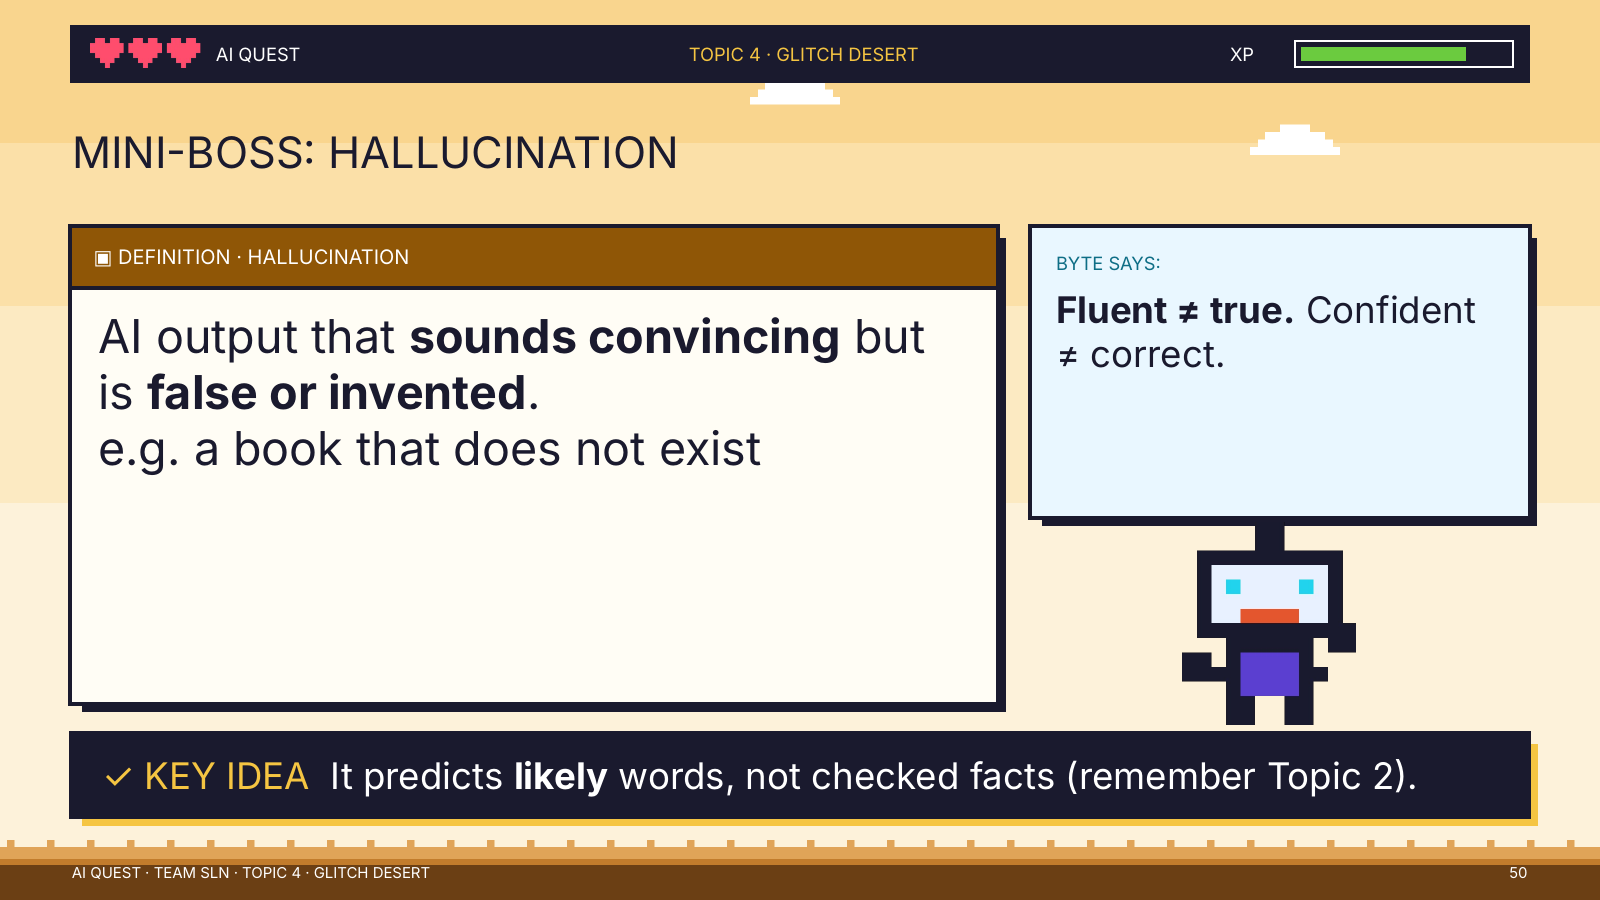 AI QUEST
TOPIC 4 · GLITCH DESERT
XP
MINI-BOSS: HALLUCINATION
▣ DEFINITION · HALLUCINATION
AI output that sounds convincing but
is false or invented.
e.g. a book that does not exist
BYTE SAYS:
Fluent ≠ true. Confident
≠ correct.
✓ KEY IDEA It predicts likely words, not checked facts (remember Topic 2).
AI QUEST · TEAM SLN · TOPIC 4 · GLITCH DESERT
50